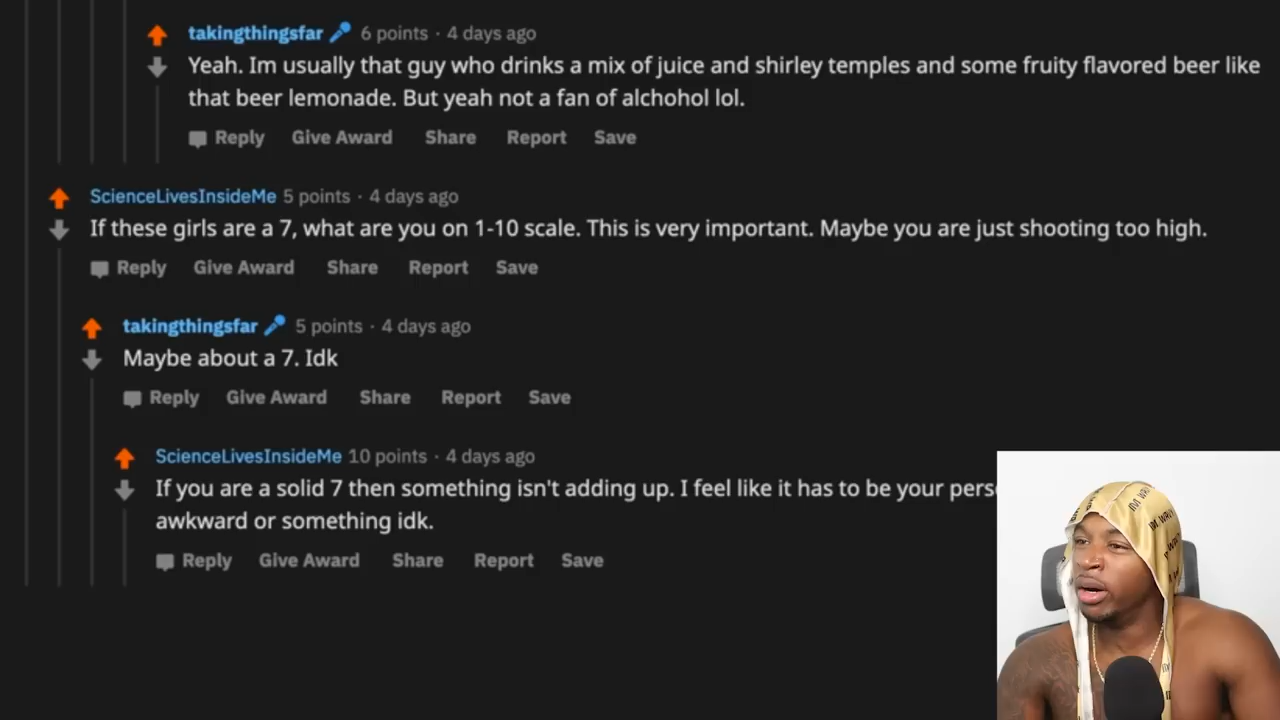 takingthingsfar 6 points · 4 days ago
Yeah. Im usually that guy who drinks a mix of juice and shirley temples and some fruity flavored beer like
that beer lemonade. But yeah not a fan of alchohol lol.
Reply Give Award Share Report Save
ScienceLivesInsideMe 5 points · 4 days ago
If these girls are a 7, what are you on 1-10 scale. This is very important. Maybe you are just shooting too high.
Reply Give Award Share Report Save
takingthingsfar 5 points · 4 days ago
Maybe about a 7. Idk
Reply Give Award Share Report Save
ScienceLivesInsideMe 10 points · 4 days ago
If you are a solid 7 then something isn't adding up. I feel like it has to be your
awkward or something idk.
Reply Give Award Share Report Save